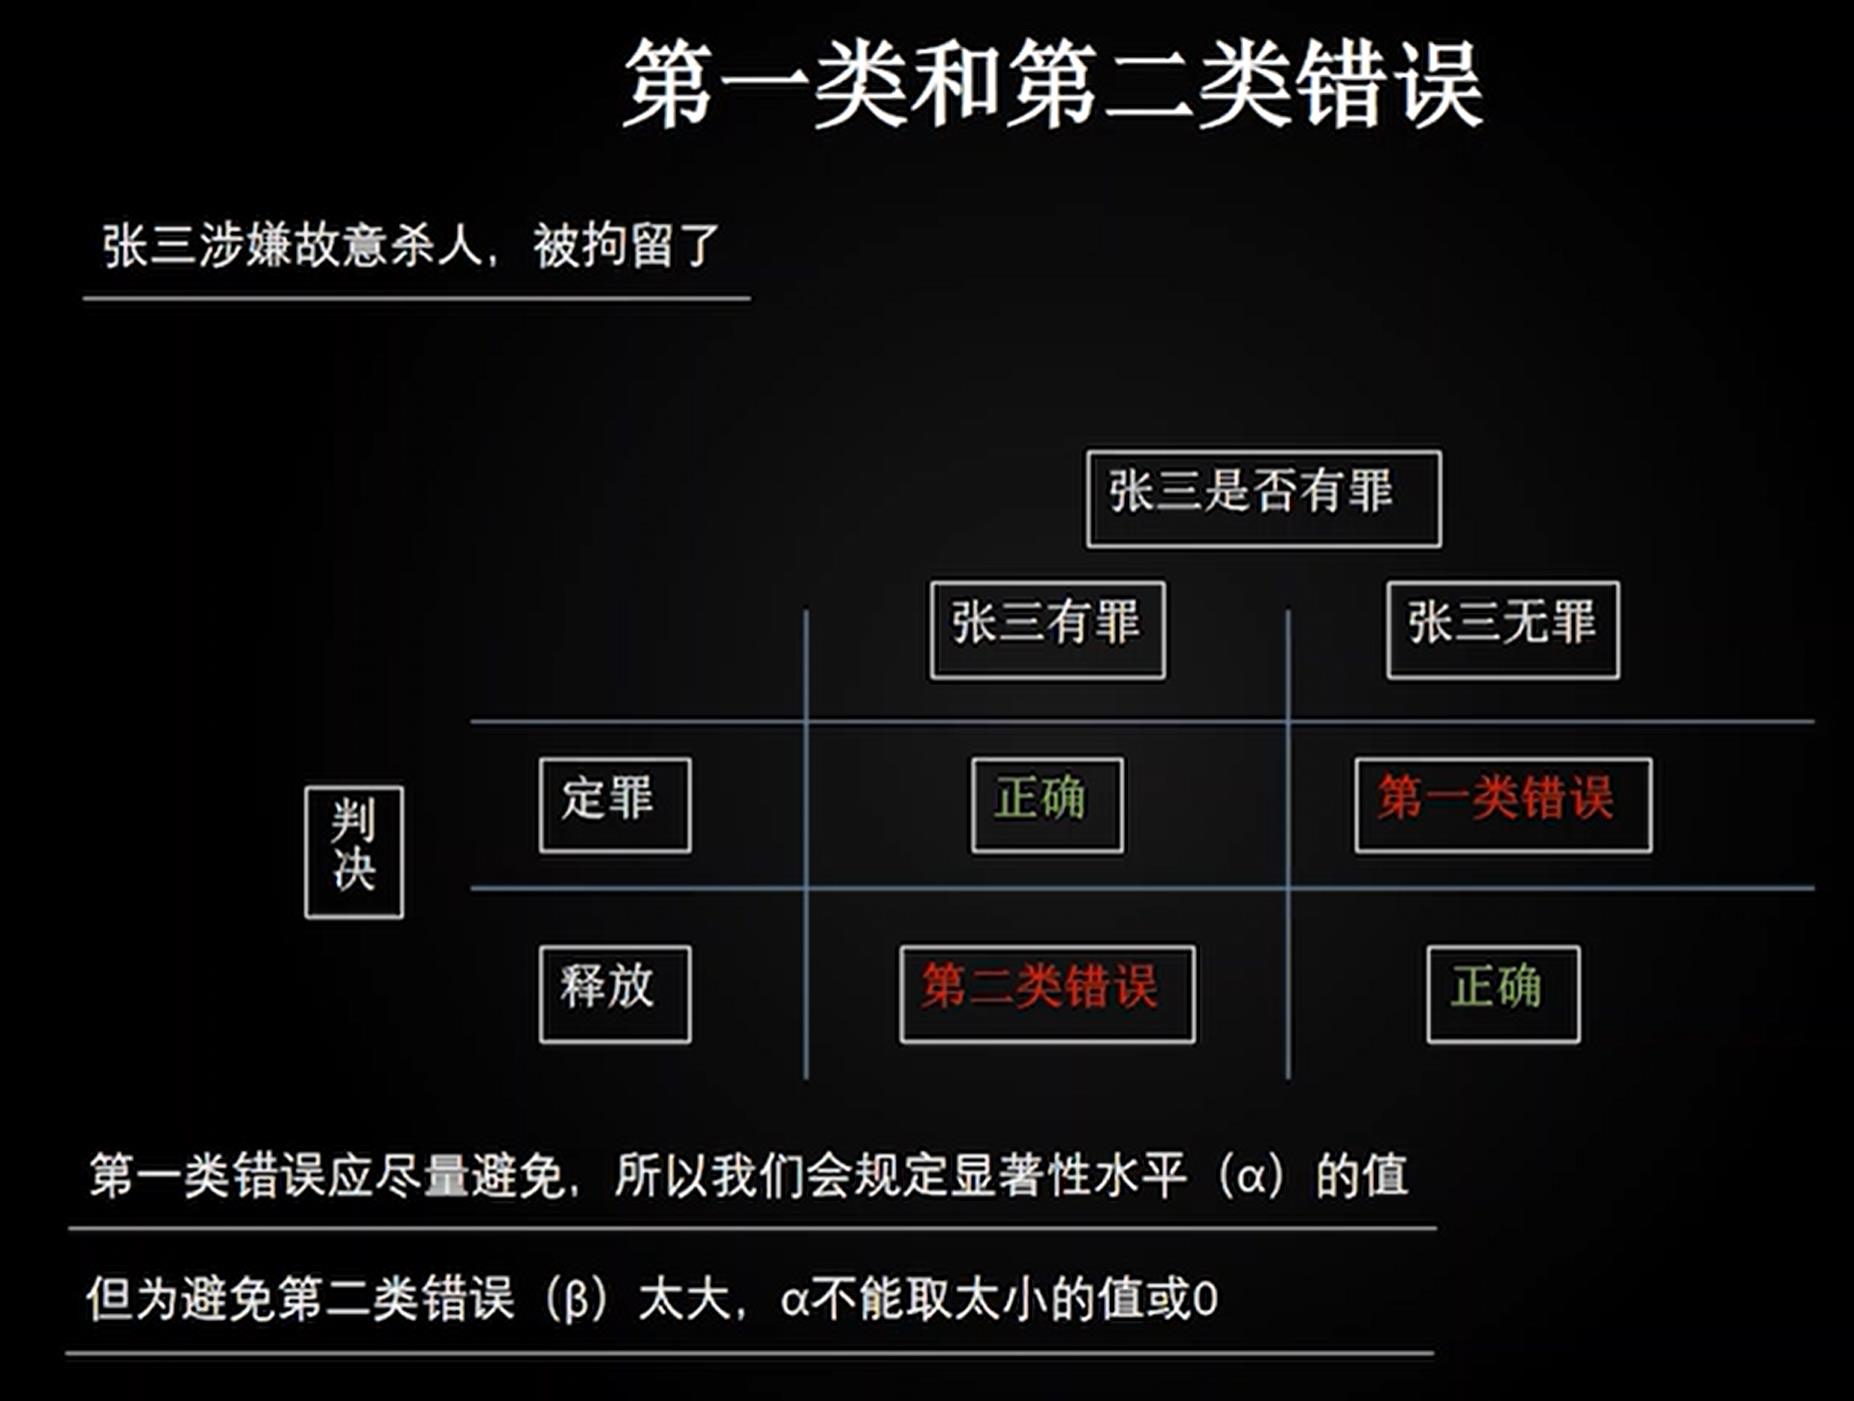 第一类和第二类错误
张三涉嫌故意杀人，被拘留了
张三是否有罪
张三有罪
张三无罪
判决
定罪
正确
第一类错误
释放
第二类错误
正确
第一类错误应尽量避免，所以我们会规定显著性水平（α）的值
但为避免第二类错误（β）太大，α不能取太小的值或0